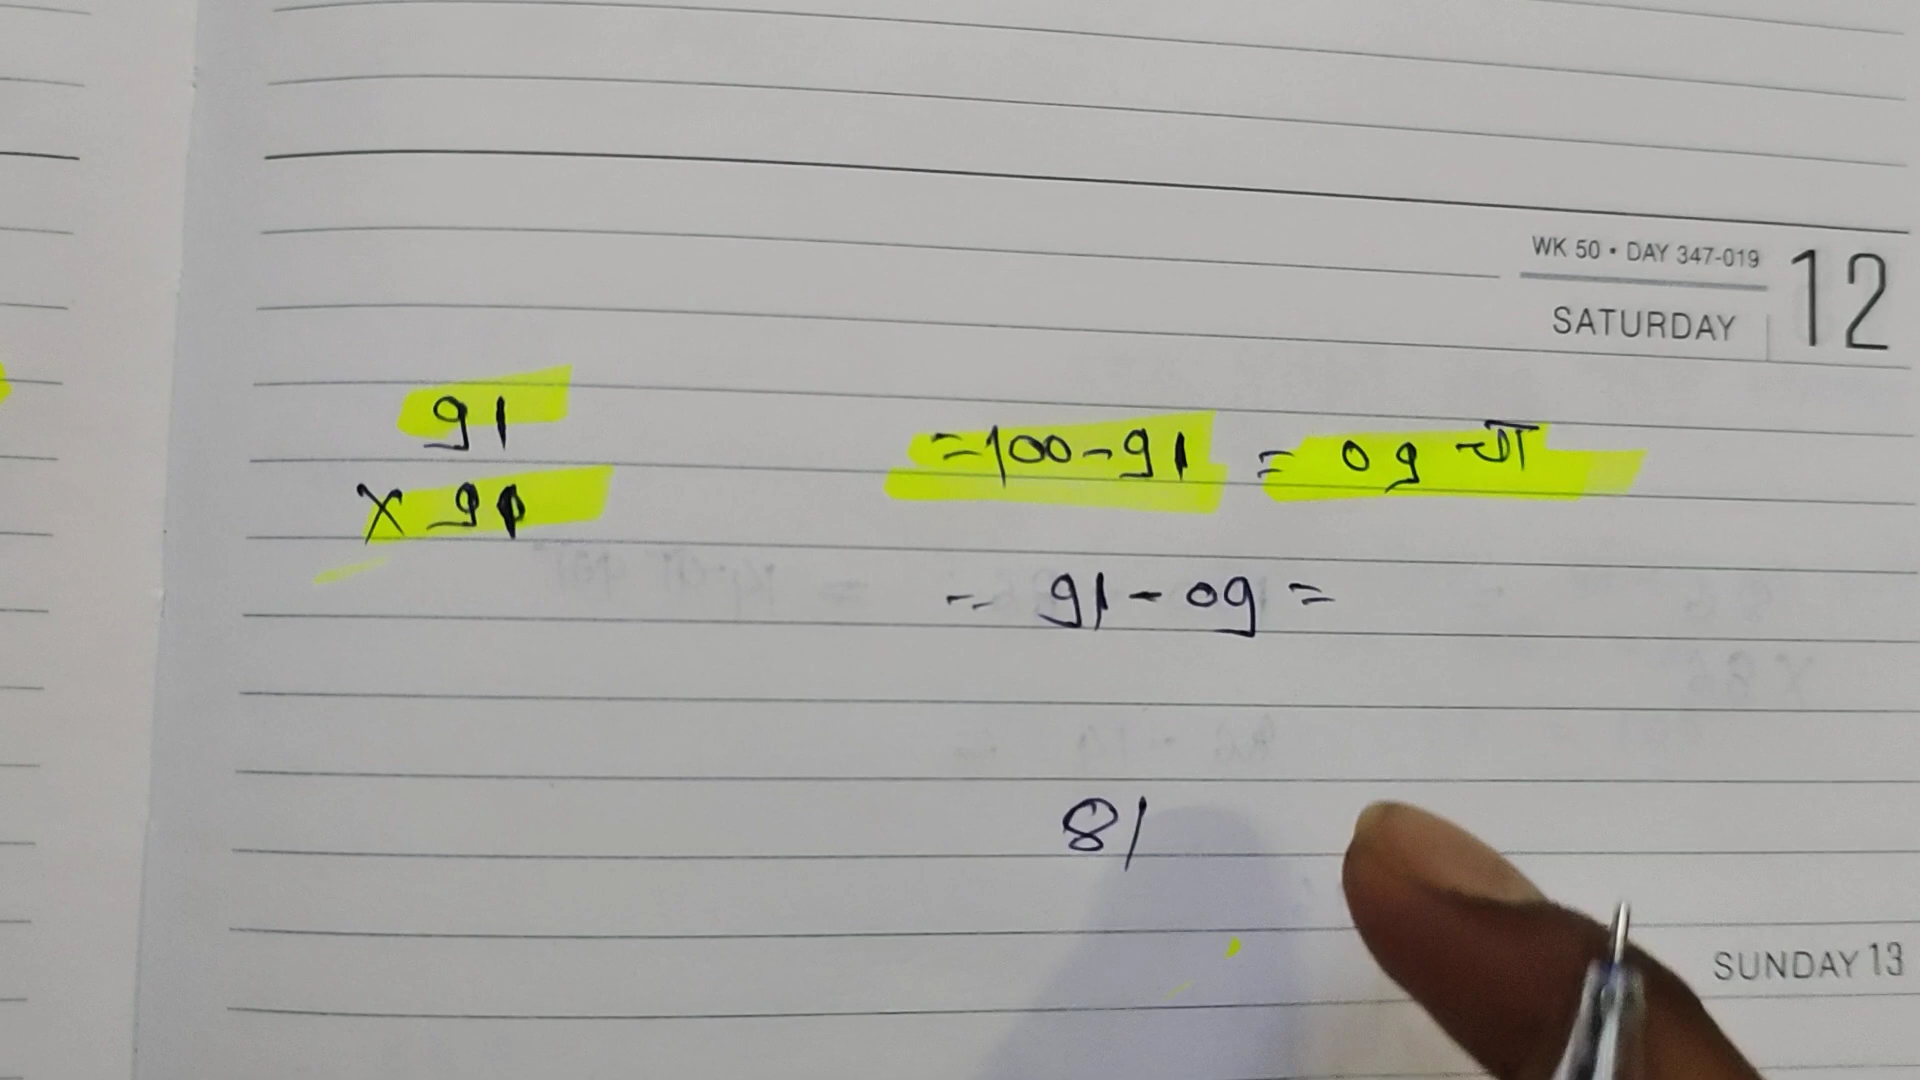 WK 50 • DAY 347-019
SATURDAY 12
91
× 91
= 100 - 91 = 09
= 91 - 09 =
81
SUNDAY 13